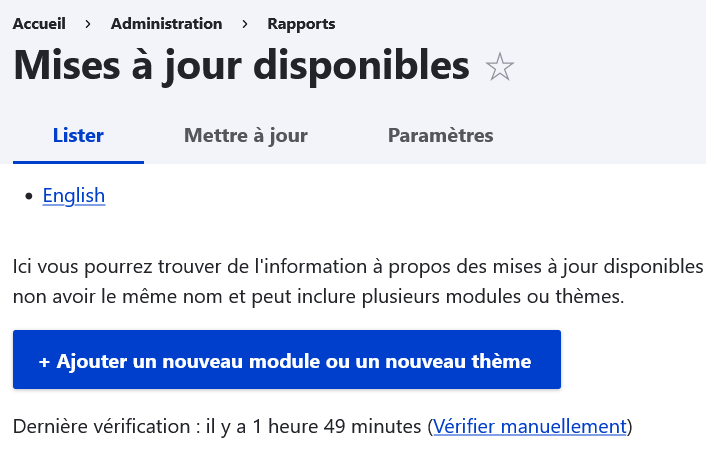 Accueil > Administration > Rapports
Mises à jour disponibles
Lister Mettre à jour Paramètres
• English
Ici vous pourrez trouver de l'information à propos des mises à jour disponibles
non avoir le même nom et peut inclure plusieurs modules ou thèmes.
+ Ajouter un nouveau module ou un nouveau thème
Dernière vérification : il y a 1 heure 49 minutes (Vérifier manuellement)